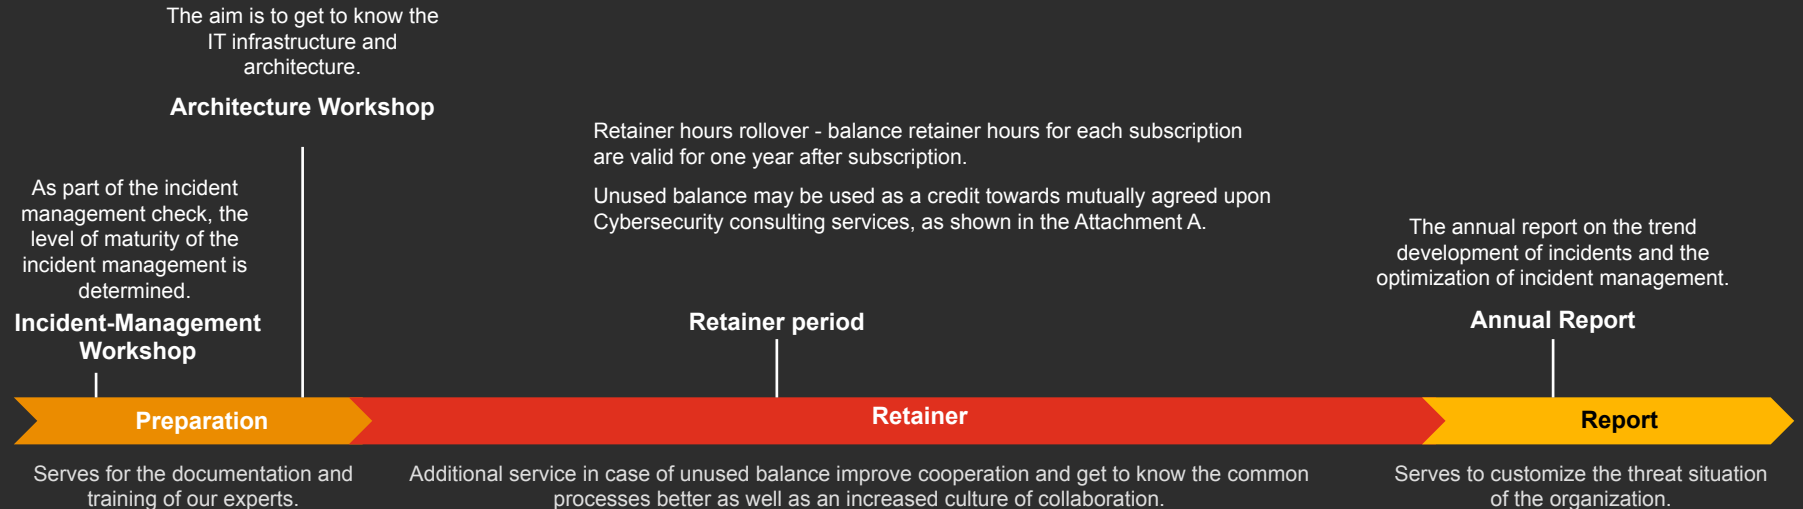 The aim is to get to know the
IT infrastructure and
architecture.
Architecture Workshop
As part of the incident
management check, the
level of maturity of the
incident management is
determined.
Incident-Management
Workshop
Retainer hours rollover - balance retainer hours for each subscription
are valid for one year after subscription.
Unused balance may be used as a credit towards mutually agreed upon
Cybersecurity consulting services, as shown in the Attachment A.
Retainer period
The annual report on the trend
development of incidents and the
optimization of incident management.
Annual Report
Preparation
Retainer
Report
Serves for the documentation and
training of our experts.
Additional service in case of unused balance improve cooperation and get to know the common
processes better as well as an increased culture of collaboration.
Serves to customize the threat situation
of the organization.